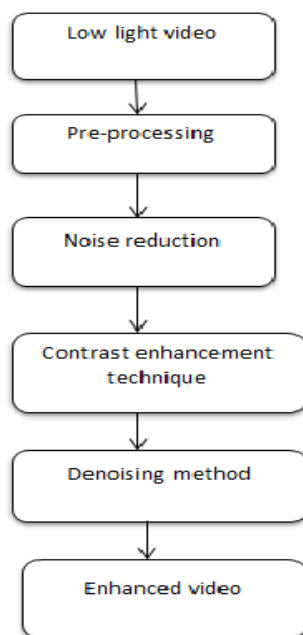 Low light video
Pre-processing
Noise reduction
Contrast enhancement
technique
Denoising method
Enhanced video